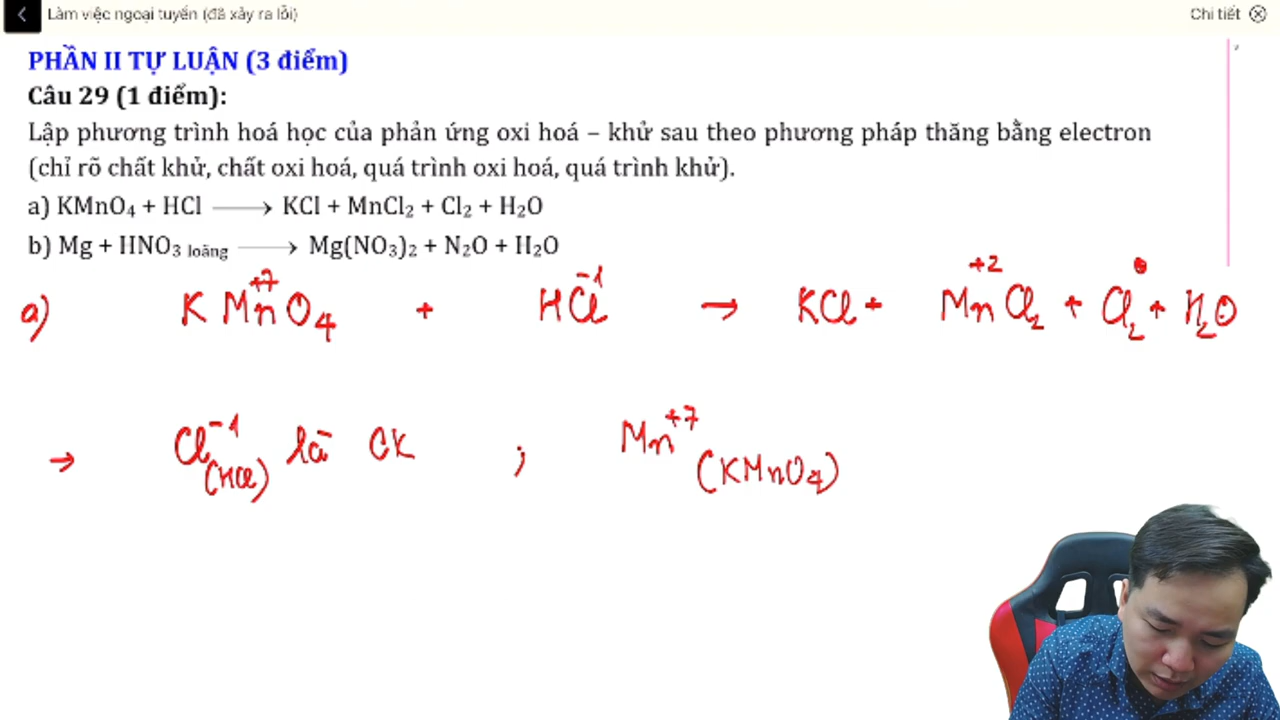 Làm việc ngoại tuyến (đã xảy ra lỗi) Chi tiết
PHẦN II TỰ LUẬN (3 điểm)
Câu 29 (1 điểm):
Lập phương trình hoá học của phản ứng oxi hoá – khử sau theo phương pháp thăng bằng electron
(chỉ rõ chất khử, chất oxi hoá, quá trình oxi hoá, quá trình khử).
a) KMnO₄ + HCl ⟶ KCl + MnCl₂ + Cl₂ + H₂O
b) Mg + HNO₃ loãng ⟶ Mg(NO₃)₂ + N₂O + H₂O
+7 -1 +2 0
a) KMnO₄ + HCl → KCl + MnCl₂ + Cl₂ + H₂O
→ Cl⁻¹ (HCl) là CK ; Mn⁺⁷ (KMnO₄)